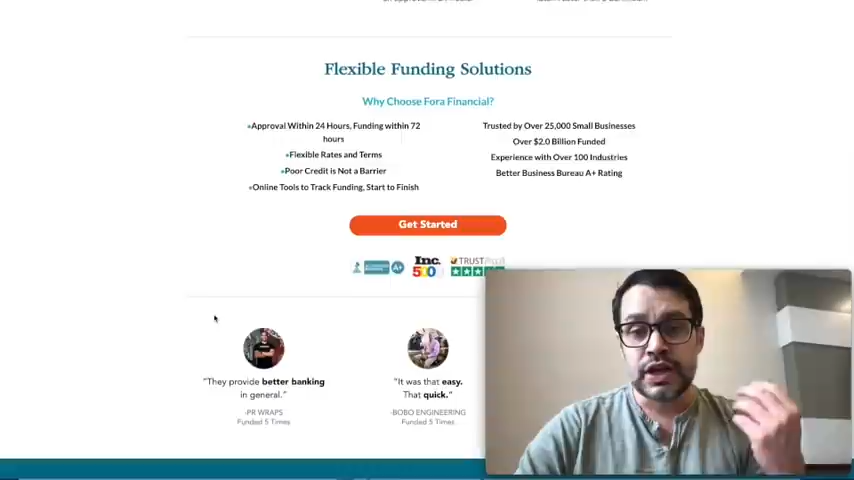 Flexible Funding Solutions
Why Choose Fora Financial?
•Approval Within 24 Hours, Funding within 72
hours
•Flexible Rates and Terms
•Poor Credit is Not a Barrier
•Online Tools to Track Funding, Start to Finish
Trusted by Over 25,000 Small Businesses
Over $2.0 Billion Funded
Experience with Over 100 Industries
Better Business Bureau A+ Rating
Get Started
A+
Inc.
500
"They provide better banking
in general."
-PR WRAPS
Funded 5 Times
"It was that easy.
That quick."
-BOBO ENGINEERING
Funded 5 Times